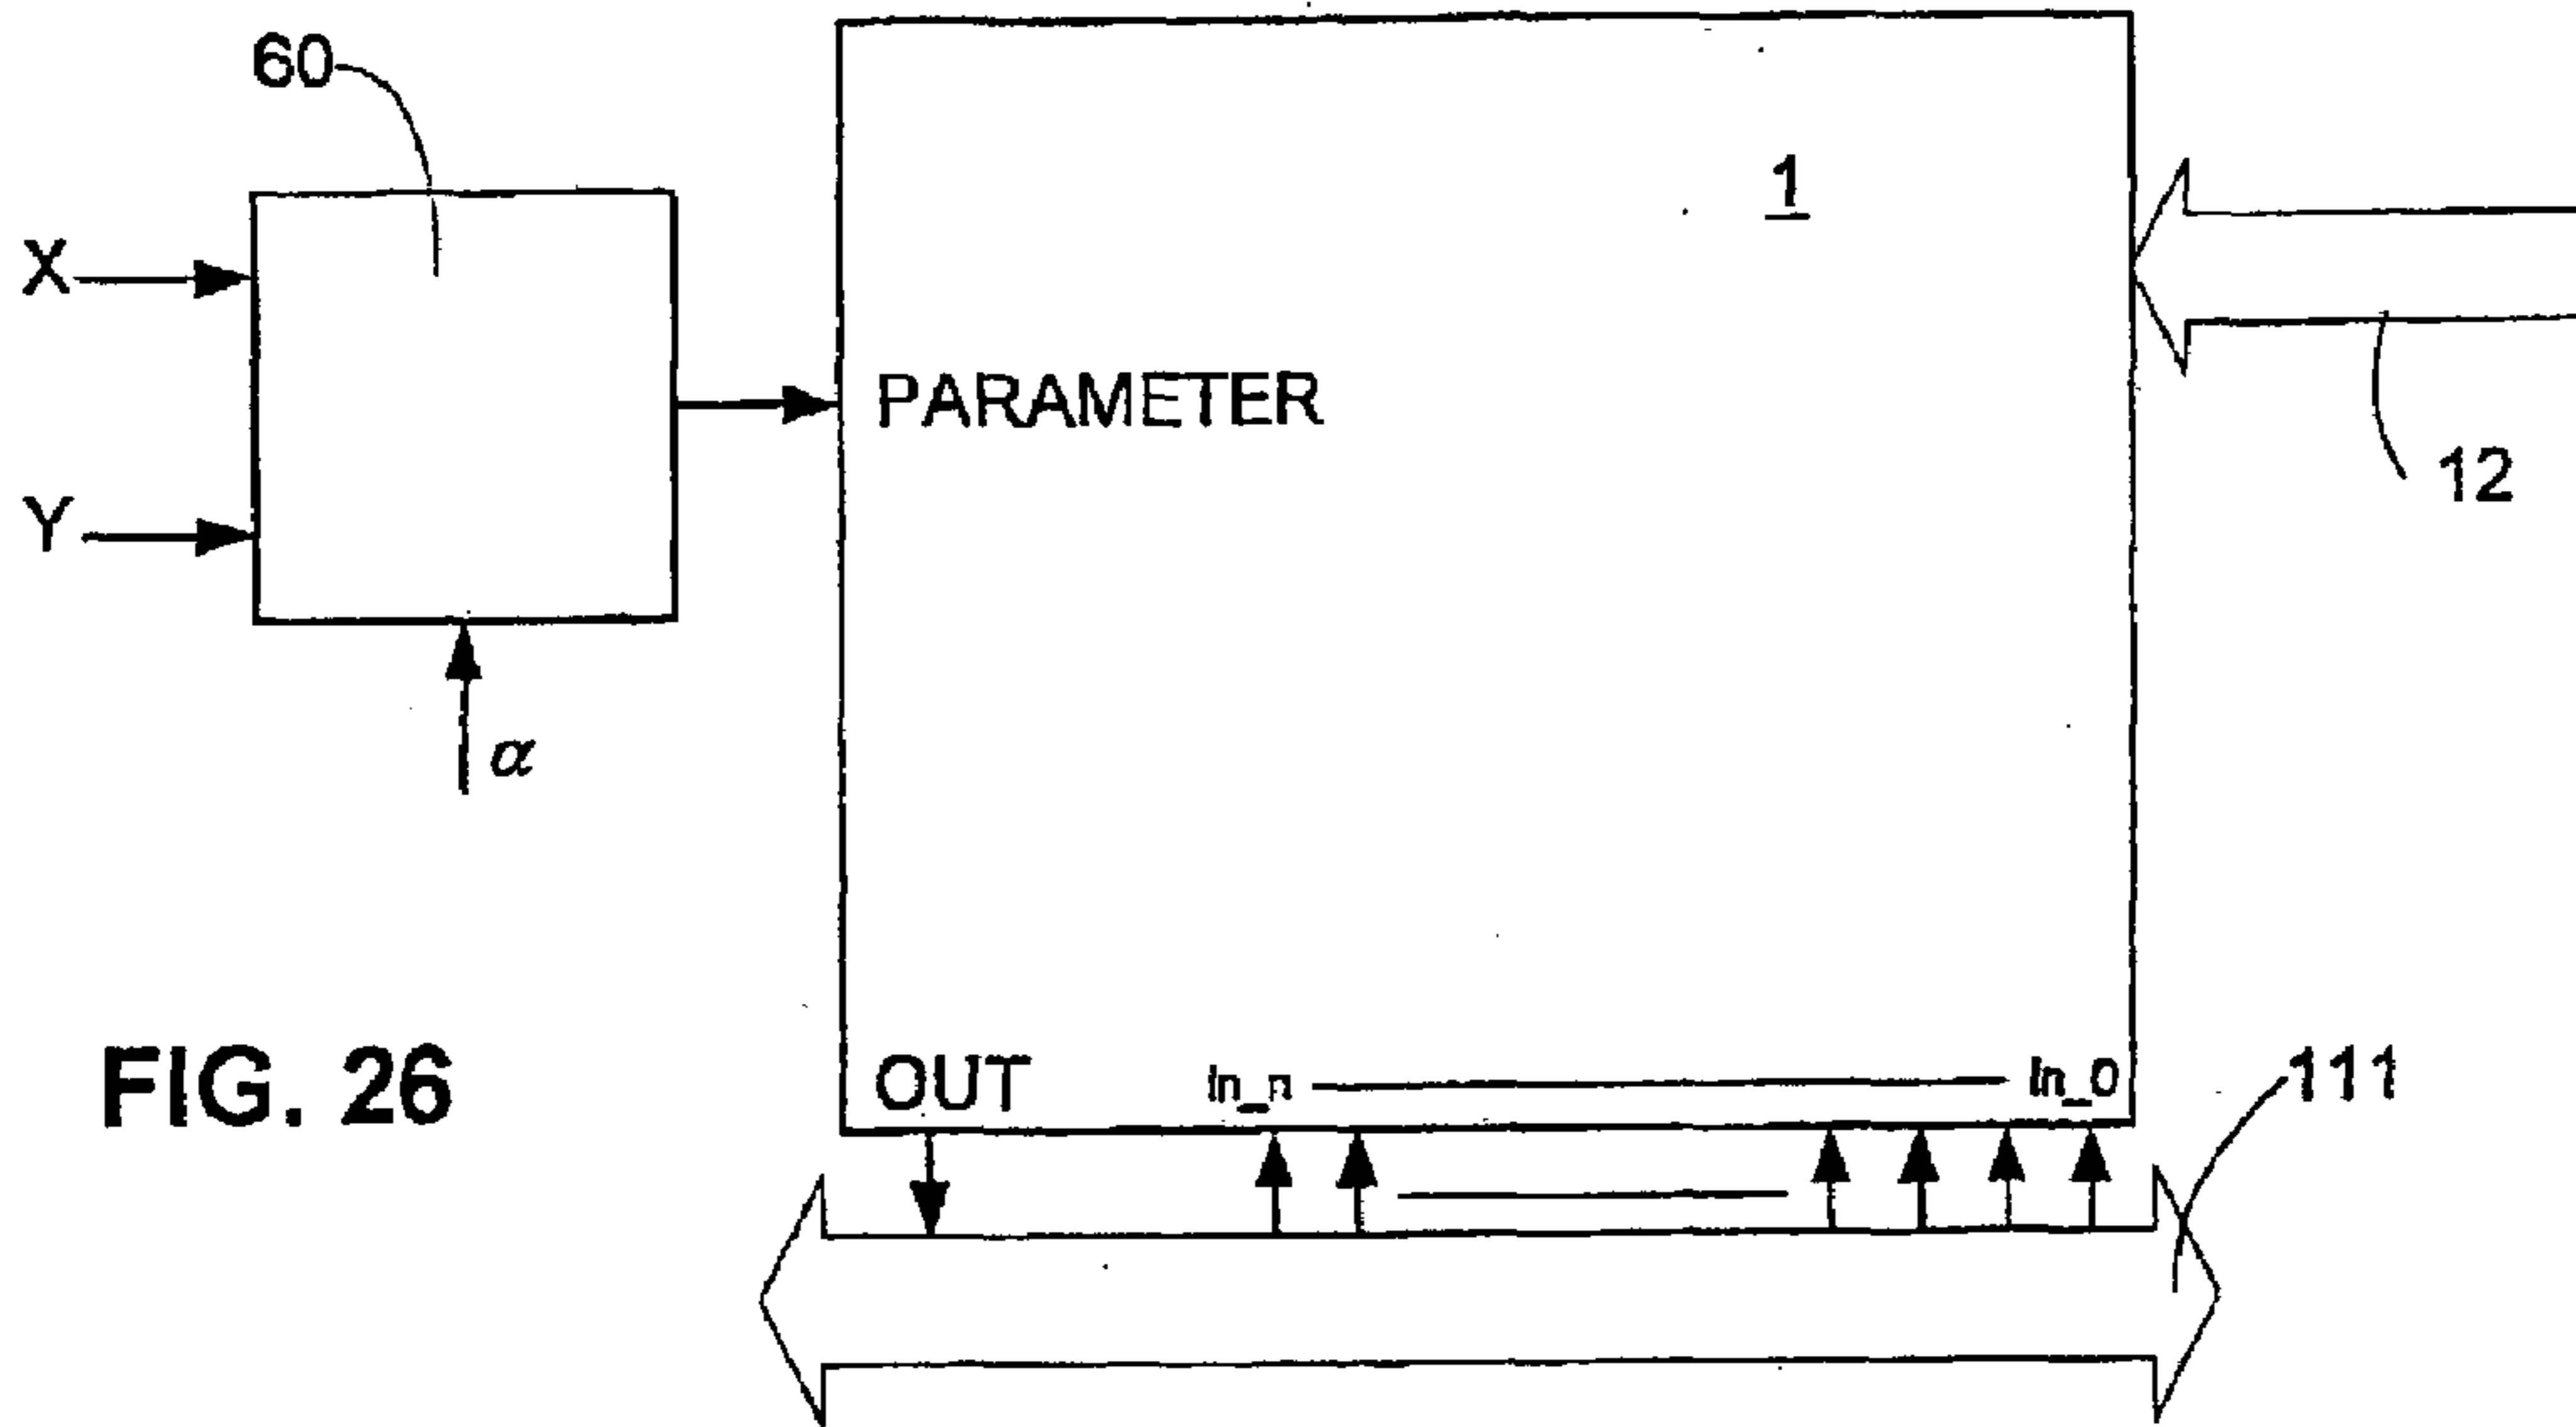 60
1
X
PARAMETER
12
Y
α
FIG. 26
OUT In_n In_0
111